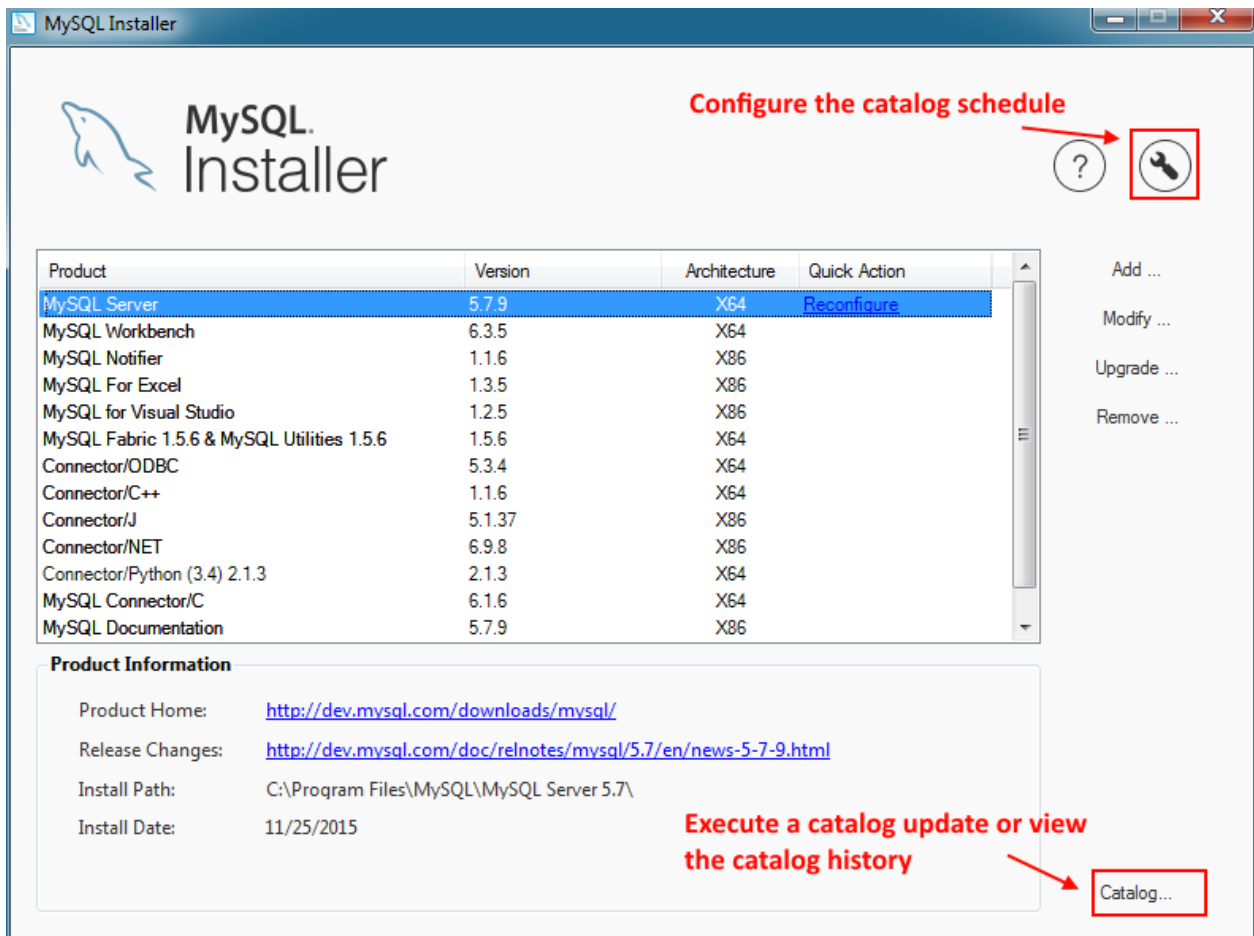 MySQL Installer
MySQL.
Installer
Configure the catalog schedule
?
Product Version Architecture Quick Action
MySQL Server 5.7.9 X64 Reconfigure
MySQL Workbench 6.3.5 X64
MySQL Notifier 1.1.6 X86
MySQL For Excel 1.3.5 X86
MySQL for Visual Studio 1.2.5 X86
MySQL Fabric 1.5.6 & MySQL Utilities 1.5.6 1.5.6 X64
Connector/ODBC 5.3.4 X64
Connector/C++ 1.1.6 X64
Connector/J 5.1.37 X86
Connector/NET 6.9.8 X86
Connector/Python (3.4) 2.1.3 2.1.3 X64
MySQL Connector/C 6.1.6 X64
MySQL Documentation 5.7.9 X86
Add ...
Modify ...
Upgrade ...
Remove ...
Product Information
Product Home: http://dev.mysql.com/downloads/mysql/
Release Changes: http://dev.mysql.com/doc/relnotes/mysql/5.7/en/news-5-7-9.html
Install Path: C:\Program Files\MySQL\MySQL Server 5.7\
Install Date: 11/25/2015
Execute a catalog update or view
the catalog history
Catalog...